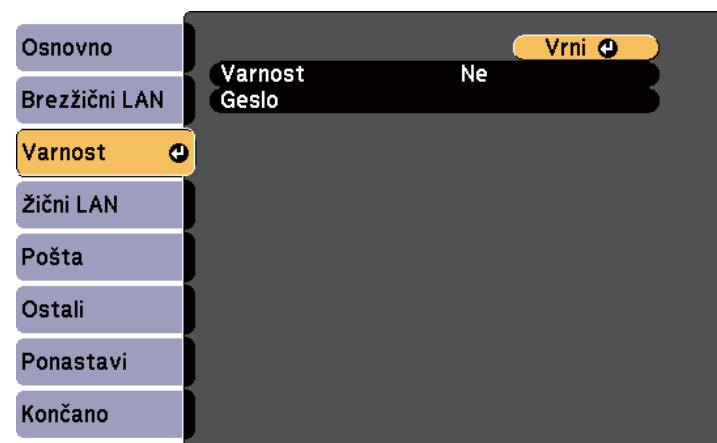 Osnovno
Brezžični LAN
Varnost
Žični LAN
Pošta
Ostali
Ponastavi
Končano
Vrni
Varnost Ne
Geslo